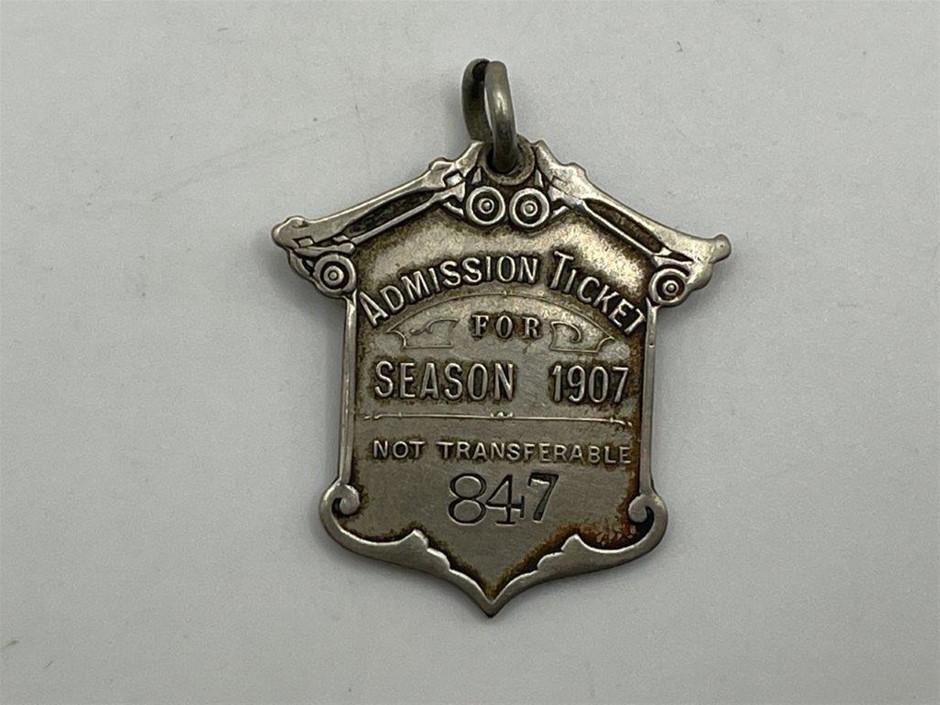 ADMISSION TICKET
FOR
SEASON 1907
NOT TRANSFERABLE
847